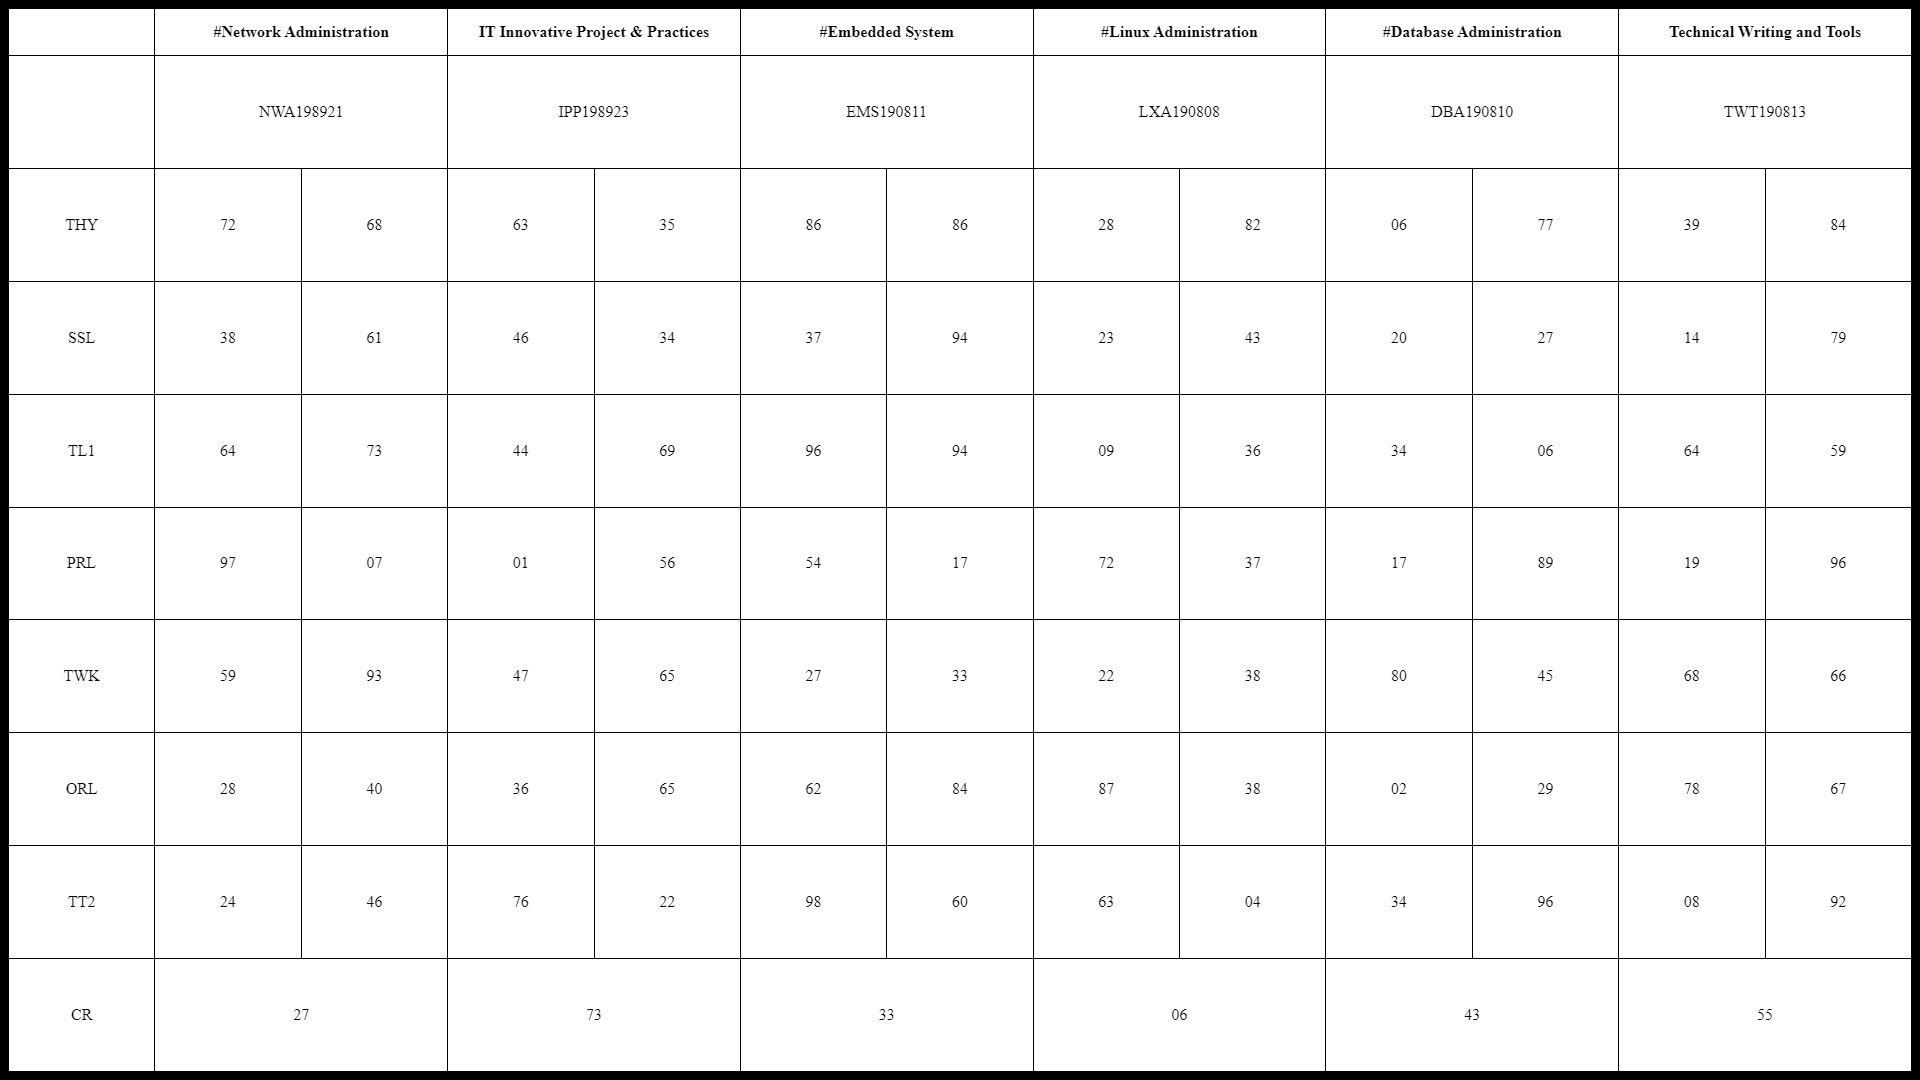 #Network Administration IT Innovative Project & Practices #Embedded System #Linux Administration #Database Administration Technical Writing and Tools
NWA198921 IPP198923 EMS190811 LXA190808 DBA190810 TWT190813
THY 72 68 63 35 86 86 28 82 06 77 39 84
SSL 38 61 46 34 37 94 23 43 20 27 14 79
TL1 64 73 44 69 96 94 09 36 34 06 64 59
PRL 97 07 01 56 54 17 72 37 17 89 19 96
TWK 59 93 47 65 27 33 22 38 80 45 68 66
ORL 28 40 36 65 62 84 87 38 02 29 78 67
TT2 24 46 76 22 98 60 63 04 34 96 08 92
CR 27 73 33 06 43 55